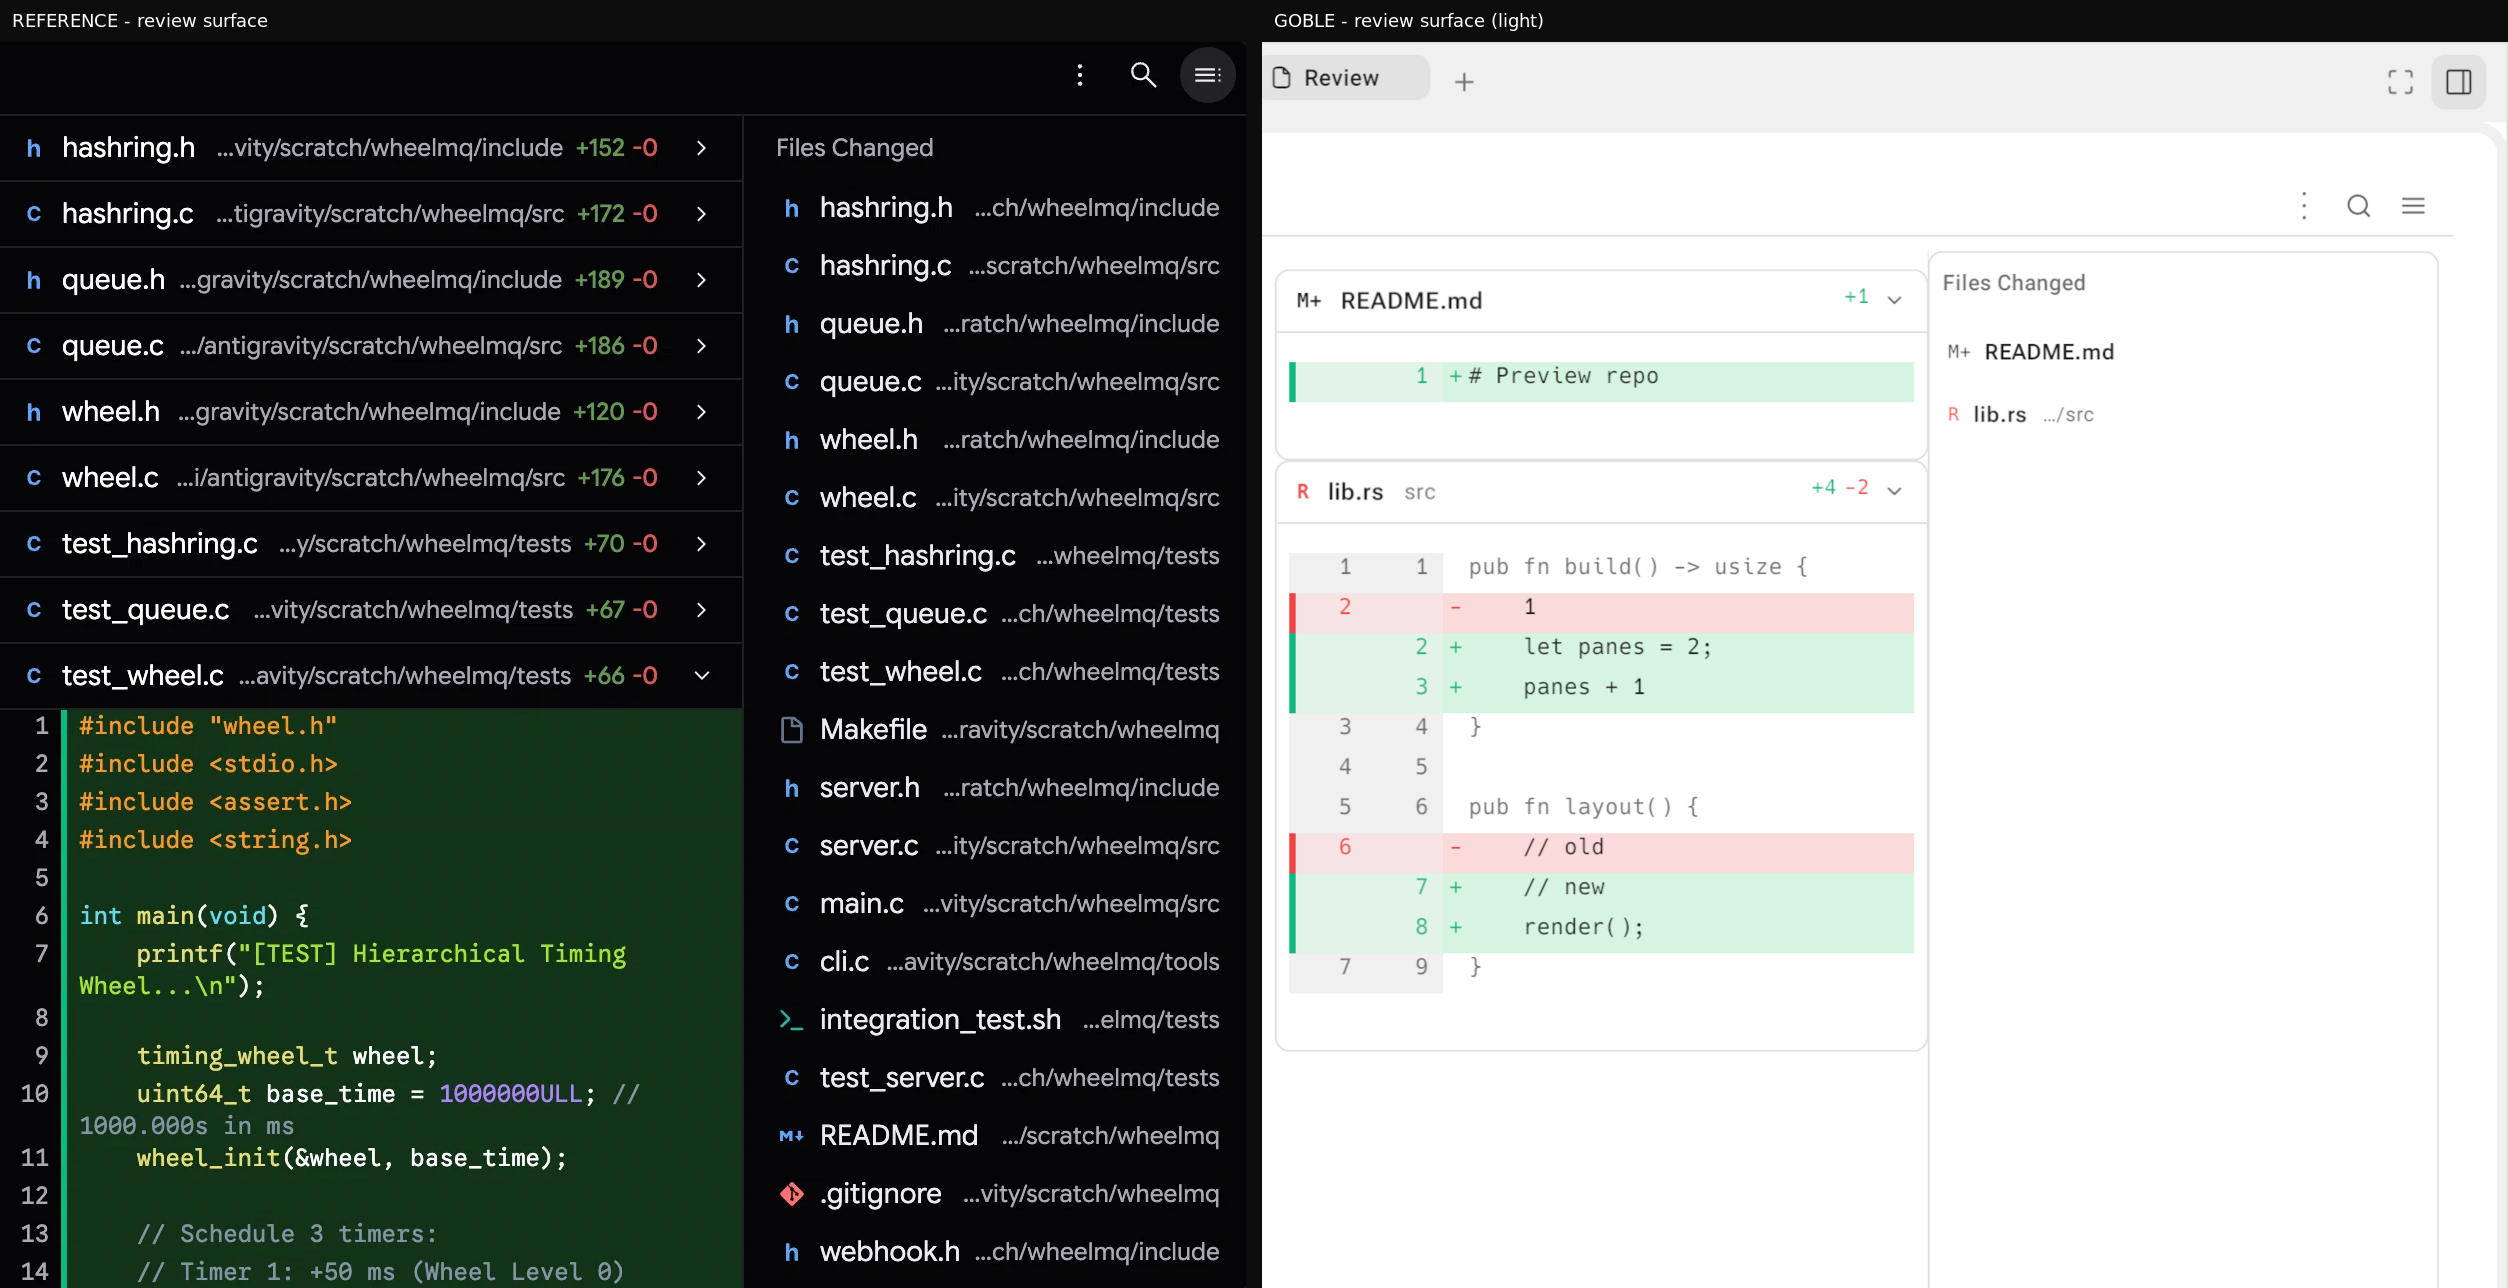 REFERENCE - review surface
hashring.h ...vity/scratch/wheelmq/include +152 -0
hashring.c ...tigravity/scratch/wheelmq/src +172 -0
queue.h ...gravity/scratch/wheelmq/include +189 -0
queue.c .../antigravity/scratch/wheelmq/src +186 -0
wheel.h ...gravity/scratch/wheelmq/include +120 -0
wheel.c ...i/antigravity/scratch/wheelmq/src +176 -0
test_hashring.c ...y/scratch/wheelmq/tests +70 -0
test_queue.c ...vity/scratch/wheelmq/tests +67 -0
test_wheel.c ...avity/scratch/wheelmq/tests +66 -0
1 #include "wheel.h"
2 #include <stdio.h>
3 #include <assert.h>
4 #include <string.h>
5
6 int main(void) {
7     printf("[TEST] Hierarchical Timing
Wheel...\n");
8
9     timing_wheel_t wheel;
10     uint64_t base_time = 1000000ULL; //
1000.000s in ms
11     wheel_init(&wheel, base_time);
12
13     // Schedule 3 timers:
14     // Timer 1: +50 ms (Wheel Level 0)
Files Changed
h hashring.h ...ch/wheelmq/include
C hashring.c ...scratch/wheelmq/src
h queue.h ...ratch/wheelmq/include
C queue.c ...ity/scratch/wheelmq/src
h wheel.h ...ratch/wheelmq/include
C wheel.c ...ity/scratch/wheelmq/src
C test_hashring.c ...wheelmq/tests
C test_queue.c ...ch/wheelmq/tests
C test_wheel.c ...ch/wheelmq/tests
Makefile ...ravity/scratch/wheelmq
h server.h ...ratch/wheelmq/include
C server.c ...ity/scratch/wheelmq/src
C main.c ...vity/scratch/wheelmq/src
C cli.c ...avity/scratch/wheelmq/tools
integration_test.sh ...elmq/tests
C test_server.c ...ch/wheelmq/tests
M↓ README.md .../scratch/wheelmq
.gitignore ...vity/scratch/wheelmq
h webhook.h ...ch/wheelmq/include
GOBLE - review surface (light)
Review
M+ README.md +1
1 +# Preview repo
R lib.rs src +4 -2
1 1 pub fn build() -> usize {
2 -     1
2 +     let panes = 2;
3 +     panes + 1
3 4 }
4 5
5 6 pub fn layout() {
6 -     // old
7 +     // new
8 +     render();
7 9 }
Files Changed
M+ README.md
R lib.rs .../src